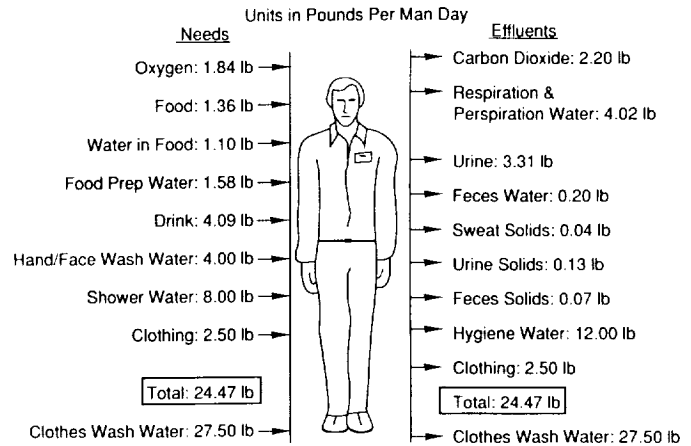 Units in Pounds Per Man Day
Needs
Oxygen: 1.84 lb
Food: 1.36 lb
Water in Food: 1.10 lb
Food Prep Water: 1.58 lb
Drink: 4.09 lb
Hand/Face Wash Water: 4.00 lb
Shower Water: 8.00 lb
Clothing: 2.50 lb
Total: 24.47 lb
Clothes Wash Water: 27.50 lb
Effluents
Carbon Dioxide: 2.20 lb
Respiration &
Perspiration Water: 4.02 lb
Urine: 3.31 lb
Feces Water: 0.20 lb
Sweat Solids: 0.04 lb
Urine Solids: 0.13 lb
Feces Solids: 0.07 lb
Hygiene Water: 12.00 lb
Clothing: 2.50 lb
Total: 24.47 lb
Clothes Wash Water: 27.50 lb